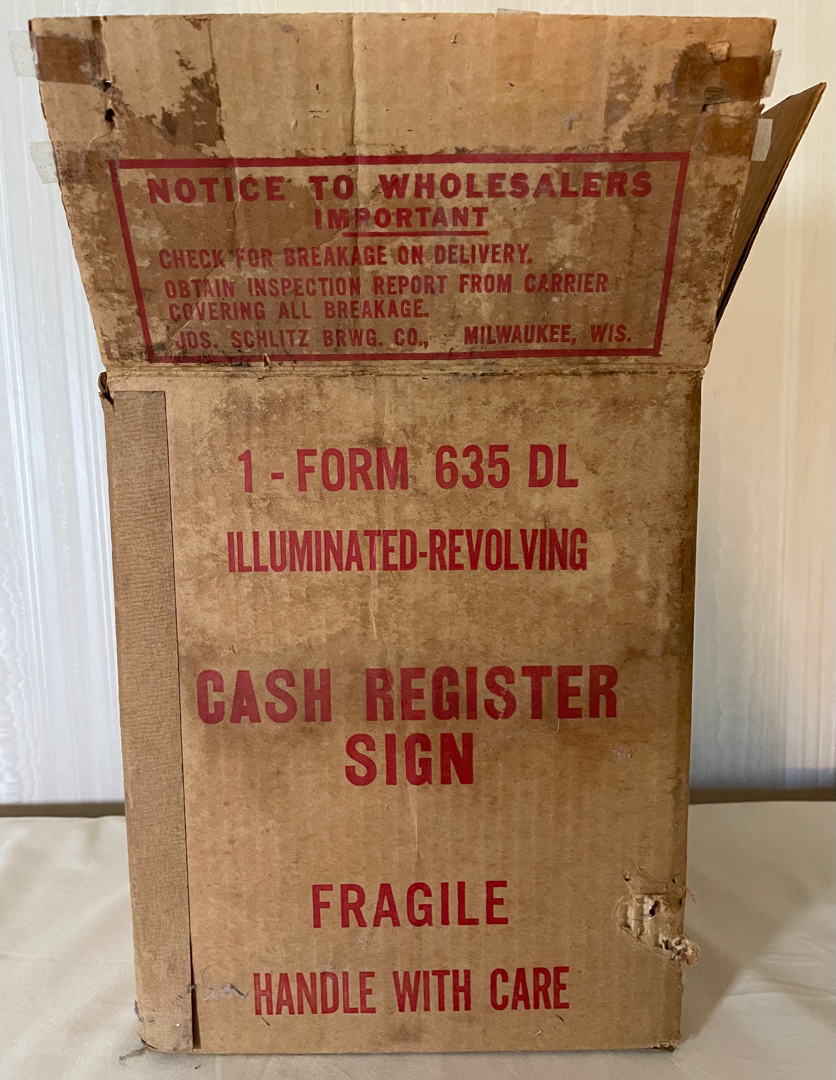 NOTICE TO WHOLESALERS
IMPORTANT
CHECK FOR BREAKAGE ON DELIVERY.
OBTAIN INSPECTION REPORT FROM CARRIER
COVERING ALL BREAKAGE.
JOS. SCHLITZ BRWG. CO., MILWAUKEE, WIS.
1 - FORM 635 DL
ILLUMINATED-REVOLVING
CASH REGISTER
SIGN
FRAGILE
HANDLE WITH CARE